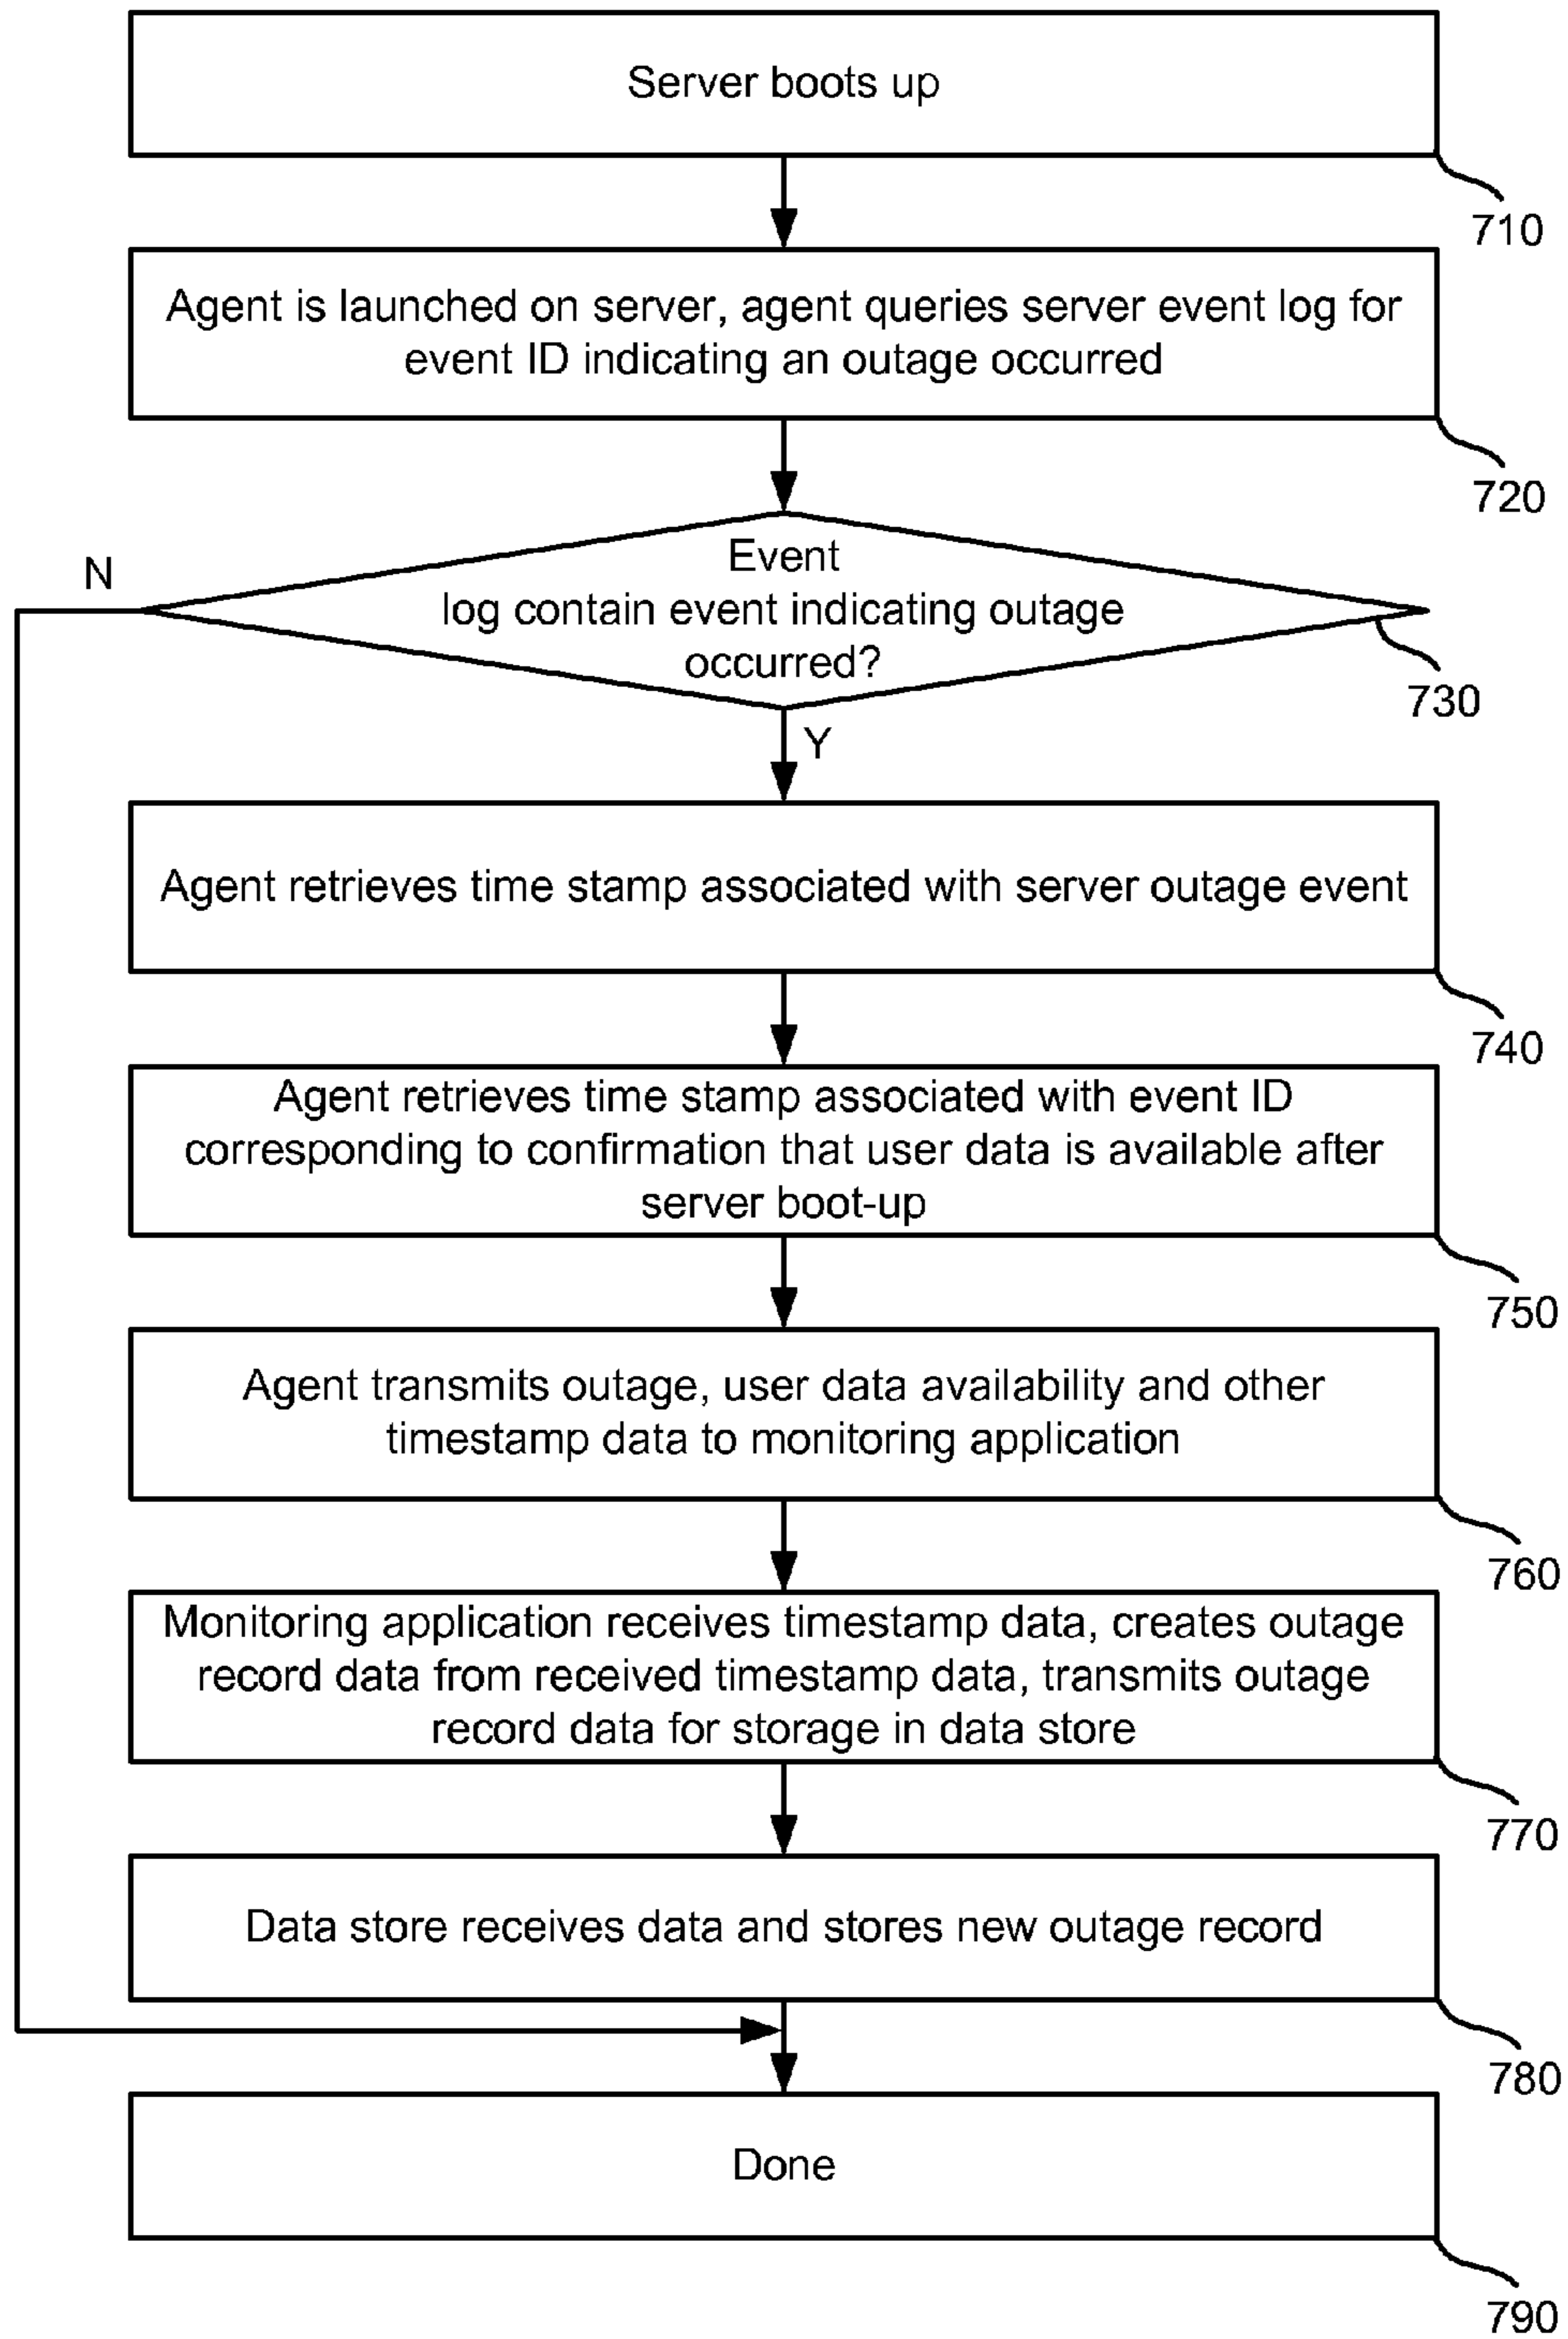 Server boots up
710
Agent is launched on server, agent queries server event log for
event ID indicating an outage occurred
720
Event
log contain event indicating outage
occurred?
N
730
Y
Agent retrieves time stamp associated with server outage event
740
Agent retrieves time stamp associated with event ID
corresponding to confirmation that user data is available after
server boot-up
750
Agent transmits outage, user data availability and other
timestamp data to monitoring application
760
Monitoring application receives timestamp data, creates outage
record data from received timestamp data, transmits outage
record data for storage in data store
770
Data store receives data and stores new outage record
780
Done
790